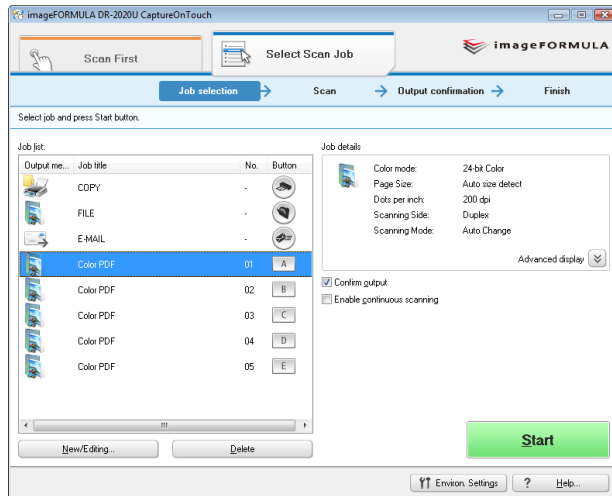 imageFORMULA DR-2020U CaptureOnTouch
Scan First
Select Scan Job
imageFORMULA
Job selection
Scan
Output confirmation
Finish
Select job and press Start button.
Job list:
Output me... Job title No. Button
COPY -
FILE -
E-MAIL -
Color PDF 01 A
Color PDF 02 B
Color PDF 03 C
Color PDF 04 D
Color PDF 05 E
New/Editing...
Delete
Job details
Color mode: 24-bit Color
Page Size: Auto size detect
Dots per inch: 200 dpi
Scanning Side: Duplex
Scanning Mode: Auto Change
Advanced display
Confirm output
Enable continuous scanning
Start
Environ. Settings
? Help...